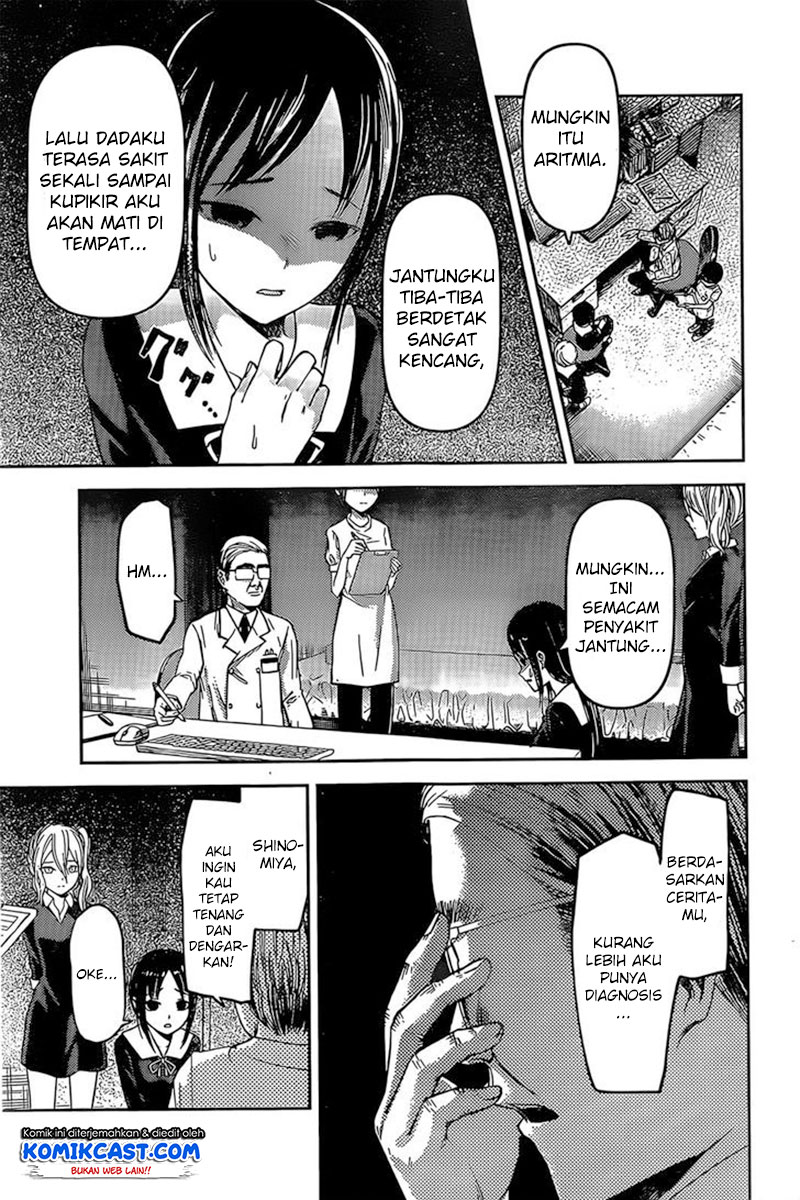 MUNGKIN
ITU
ARITMIA.
JANTUNGKU
TIBA-TIBA
BERDETAK
SANGAT
KENCANG,
LALU DADAKU
TERASA SAKIT
SEKALI SAMPAI
KUPIKIR AKU
AKAN MATI DI
TEMPAT...
ズグッ…
MUNGKIN...
INI
SEMACAM
PENYAKIT
JANTUNG...
HM...
BERDA-
SARKAN
CERITA-
MU,
KURANG
LEBIH AKU
PUNYA
DIAGNOSIS
...
SHINO-
MIYA,
AKU
INGIN
KAU
TETAP
TENANG
DAN
DENGAR-
KAN!
OKE...
Komik ini diterjemahkan & diedit oleh
KOMIKCAST.COM
BUKAN WEB LAIN!!